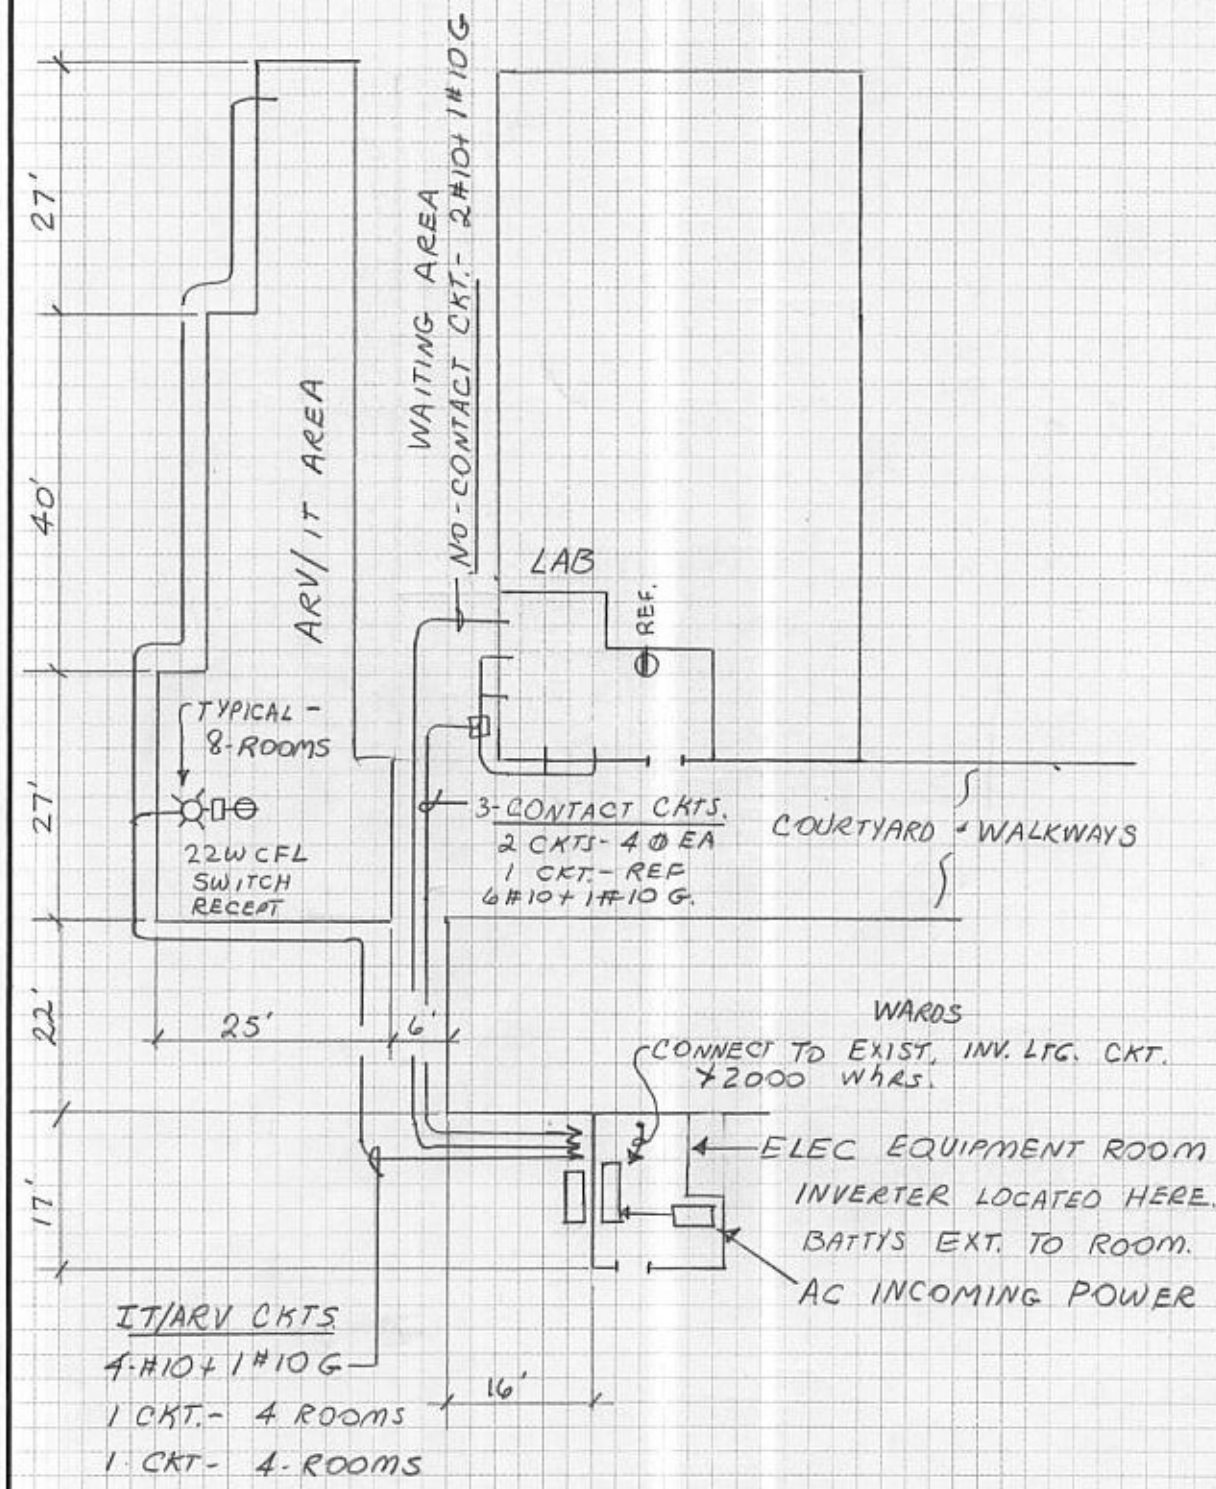 27'
40'
27'
22'
17'
ARV/IT AREA
WAITING AREA
NO-CONTACT CKT.- 2#10+1#10G
LAB
REF.
TYPICAL -
8-ROOMS
22W CFL
SWITCH
RECEPT
3-CONTACT CKTS.
2 CKTS- 4 Φ EA
1 CKT.- REF
6#10+1#10 G.
COURTYARD & WALKWAYS
25'
6'
WARDS
CONNECT TO EXIST. INV. LTG. CKT.
2000 WhRS.
ELEC EQUIPMENT ROOM
INVERTER LOCATED HERE.
BATTYS EXT. TO ROOM.
AC INCOMING POWER
16'
IT/ARV CKTS.
4-#10+1#10G
1 CKT.- 4 ROOMS
1 CKT- 4-ROOMS